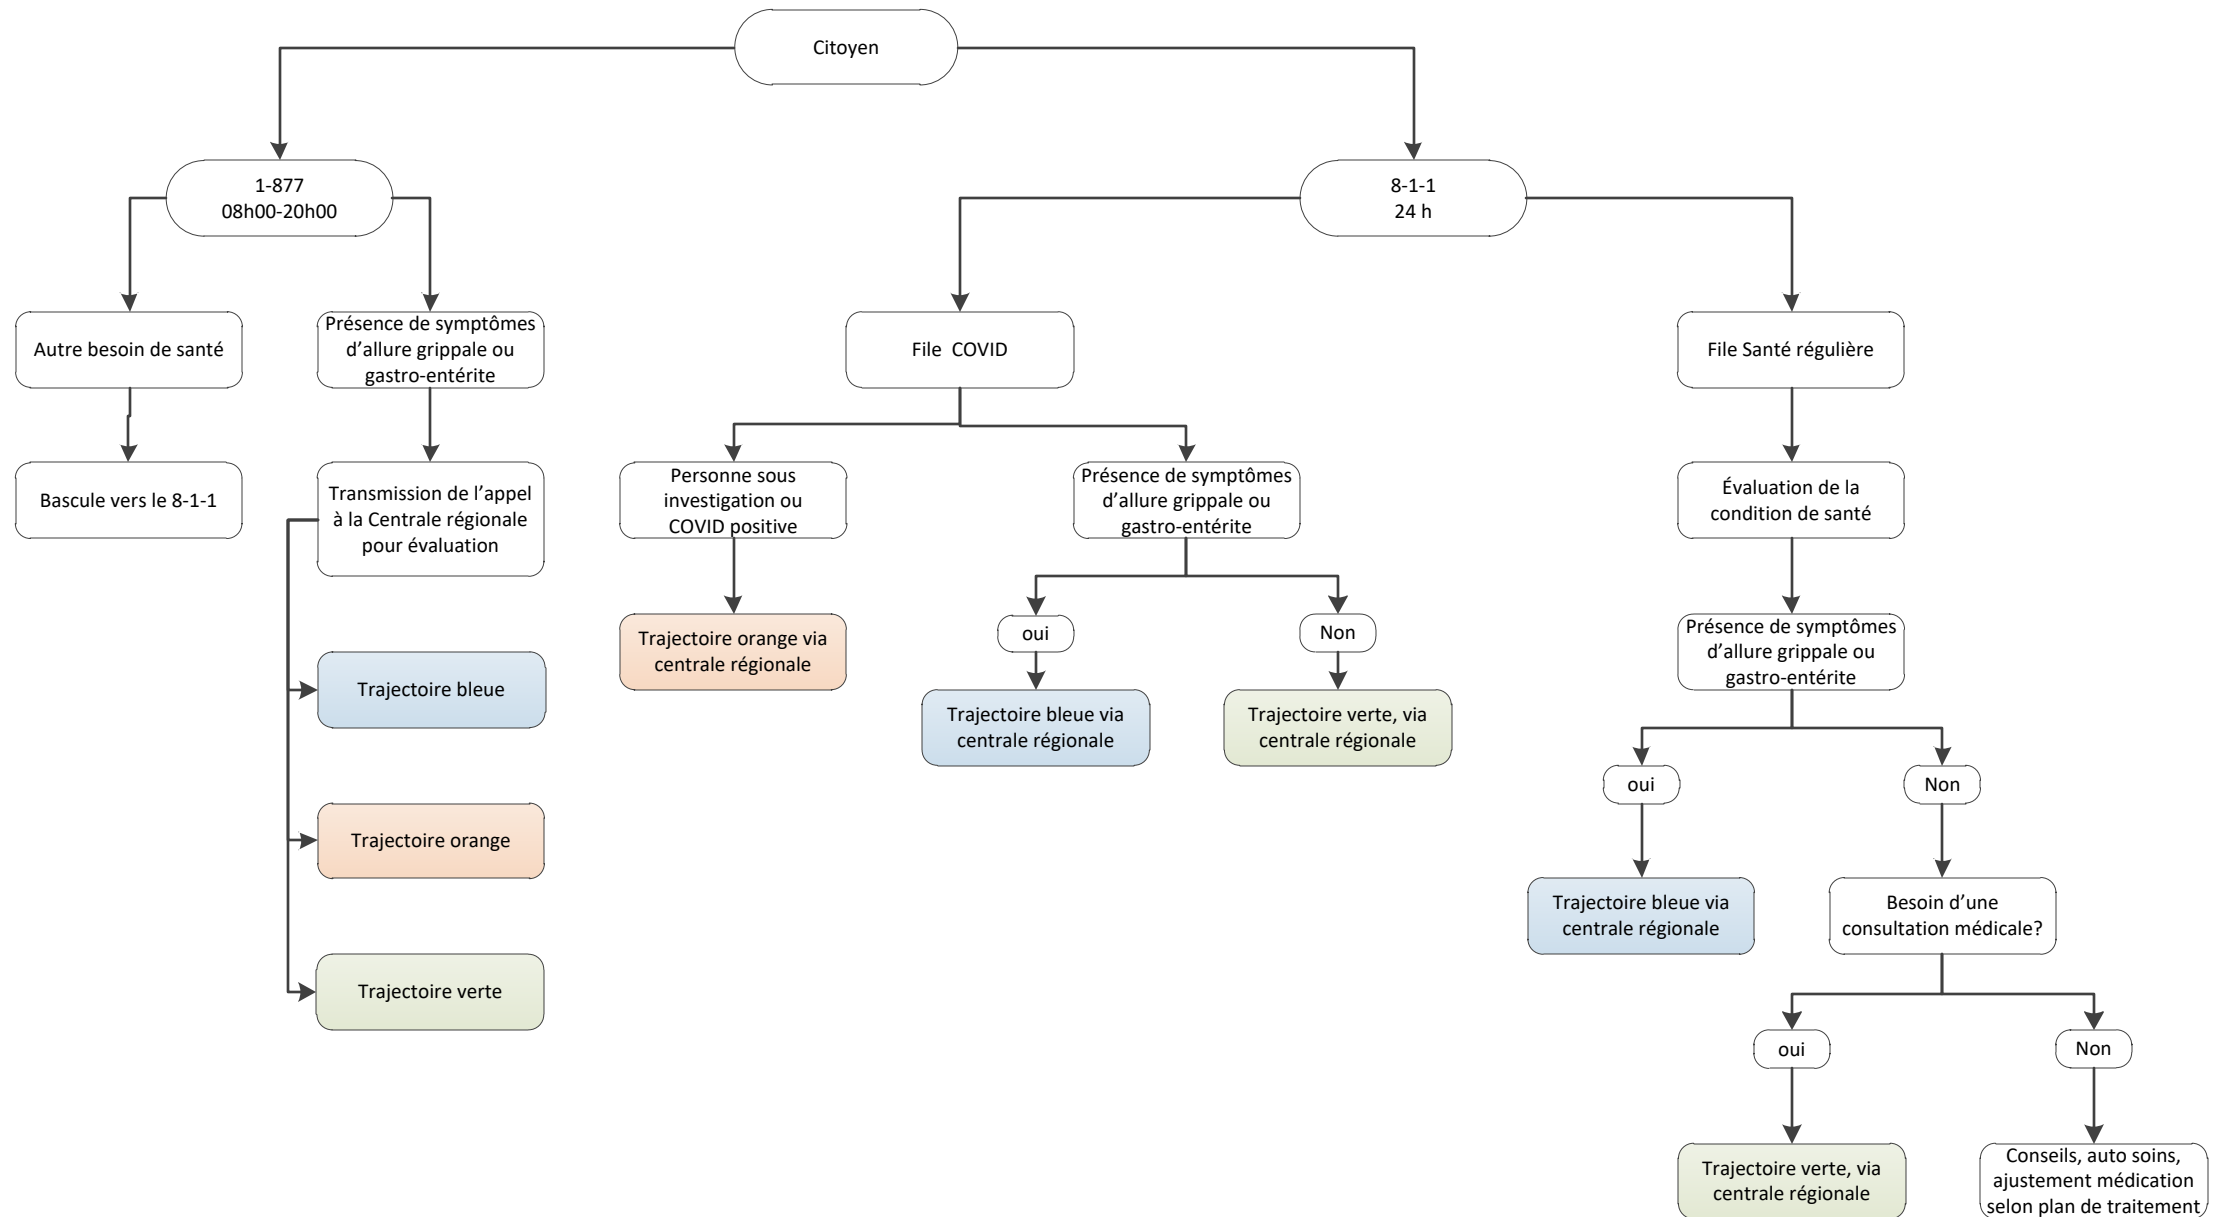 Citoyen
1-877
08h00-20h00
8-1-1
24 h
Autre besoin de santé
Présence de symptômes
d’allure grippale ou
gastro-entérite
File  COVID
File Santé régulière
Bascule vers le 8-1-1
Transmission de l’appel
à la Centrale régionale
pour évaluation
Personne sous
investigation ou
COVID positive
Présence de symptômes
d’allure grippale ou
gastro-entérite
Évaluation de la
condition de santé
Trajectoire bleue
Trajectoire orange
Trajectoire verte
Trajectoire orange via
centrale régionale
oui
Non
Trajectoire bleue via
centrale régionale
Trajectoire verte, via
centrale régionale
Présence de symptômes
d’allure grippale ou
gastro-entérite
oui
Non
Trajectoire bleue via
centrale régionale
Besoin d’une
consultation médicale?
oui
Non
Trajectoire verte, via
centrale régionale
Conseils, auto soins,
ajustement médication
selon plan de traitement